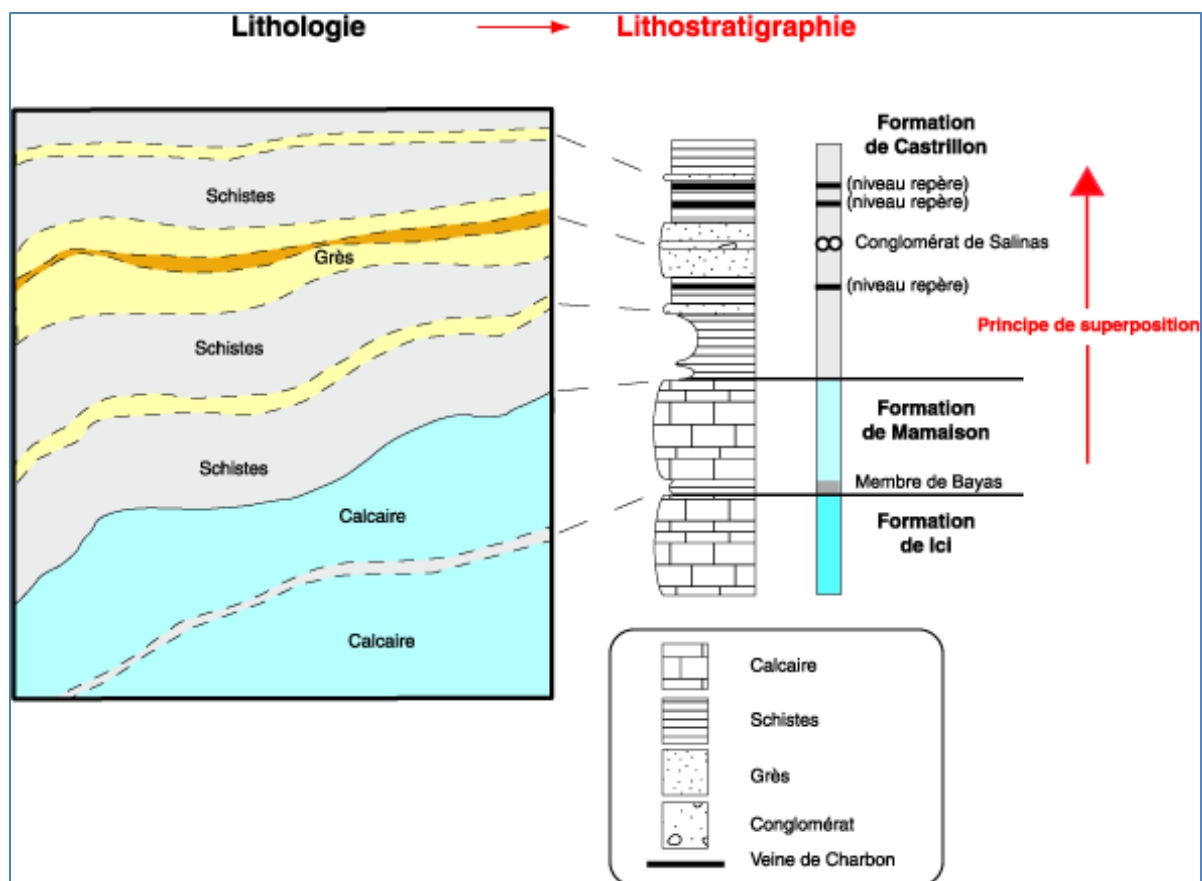 Lithologie
Lithostratigraphie
Schistes
Grès
Schistes
Schistes
Calcaire
Calcaire
Formation
de Castrillon
(niveau repère)
(niveau repère)
Conglomérat de Salinas
(niveau repère)
Principe de superposition
Formation
de Mamaison
Membre de Bayas
Formation
de Ici
Calcaire
Schistes
Grès
Conglomérat
Veine de Charbon